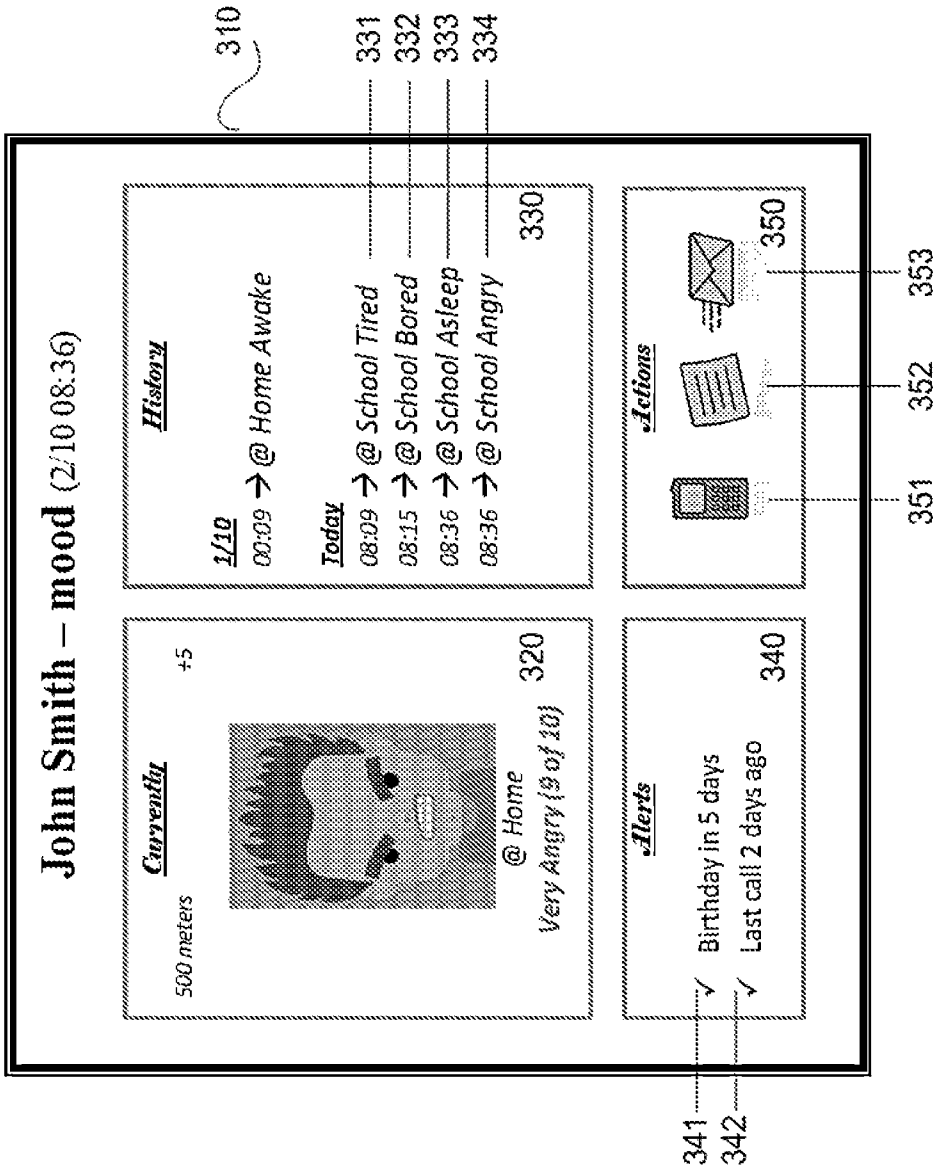 310
John Smith – mood (2/10 08:36)
Currently
500 meters +5
@ Home
Very Angry (9 of 10)
320
History
1/10
00:09 → @ Home Awake
Today
08:09 → @ School Tired 331
08:15 → @ School Bored 332
08:36 → @ School Asleep 333
08:36 → @ School Angry 334
330
Alerts
341 ✓ Birthday in 5 days
342 ✓ Last call 2 days ago
340
Actions
350
351 352 353